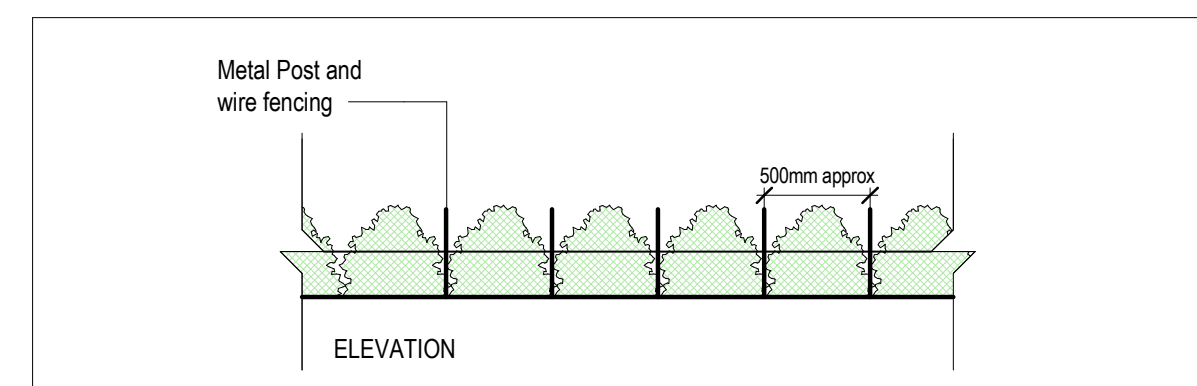 Metal Post and
wire fencing
500mm approx
ELEVATION